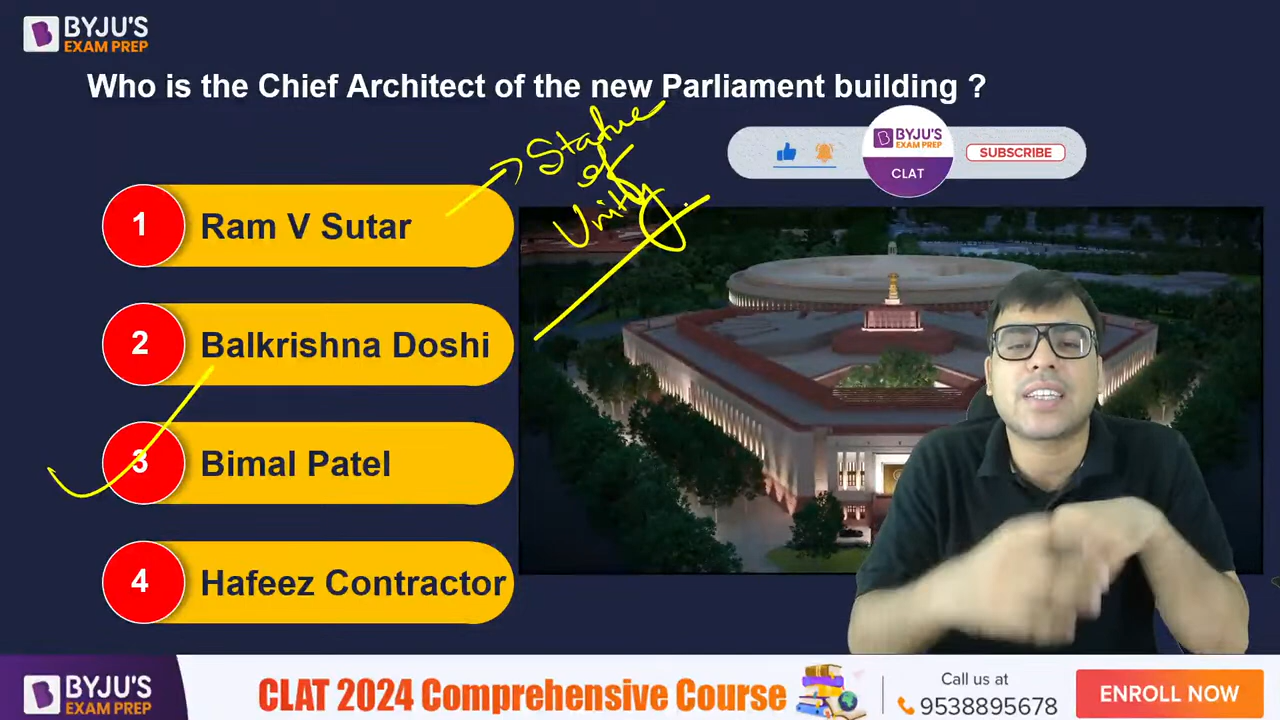 BYJU'S
EXAM PREP
Who is the Chief Architect of the new Parliament building ?
Statue
of
Unity
BYJU'S
EXAM PREP
CLAT
SUBSCRIBE
1
Ram V Sutar
2
Balkrishna Doshi
3
Bimal Patel
4
Hafeez Contractor
BYJU'S
EXAM PREP
CLAT 2024 Comprehensive Course
Call us at
9538895678
ENROLL NOW